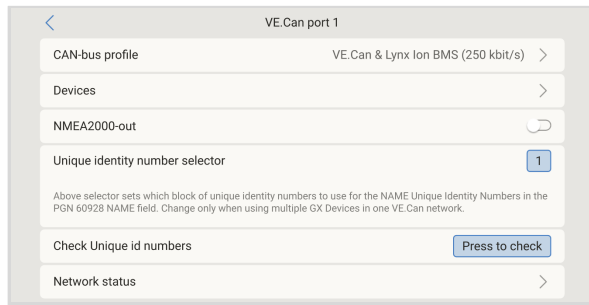 VE.Can port 1
CAN-bus profile VE.Can & Lynx Ion BMS (250 kbit/s)
Devices
NMEA2000-out
Unique identity number selector 1
Above selector sets which block of unique identity numbers to use for the NAME Unique Identity Numbers in the
PGN 60928 NAME field. Change only when using multiple GX Devices in one VE.Can network.
Check Unique id numbers Press to check
Network status